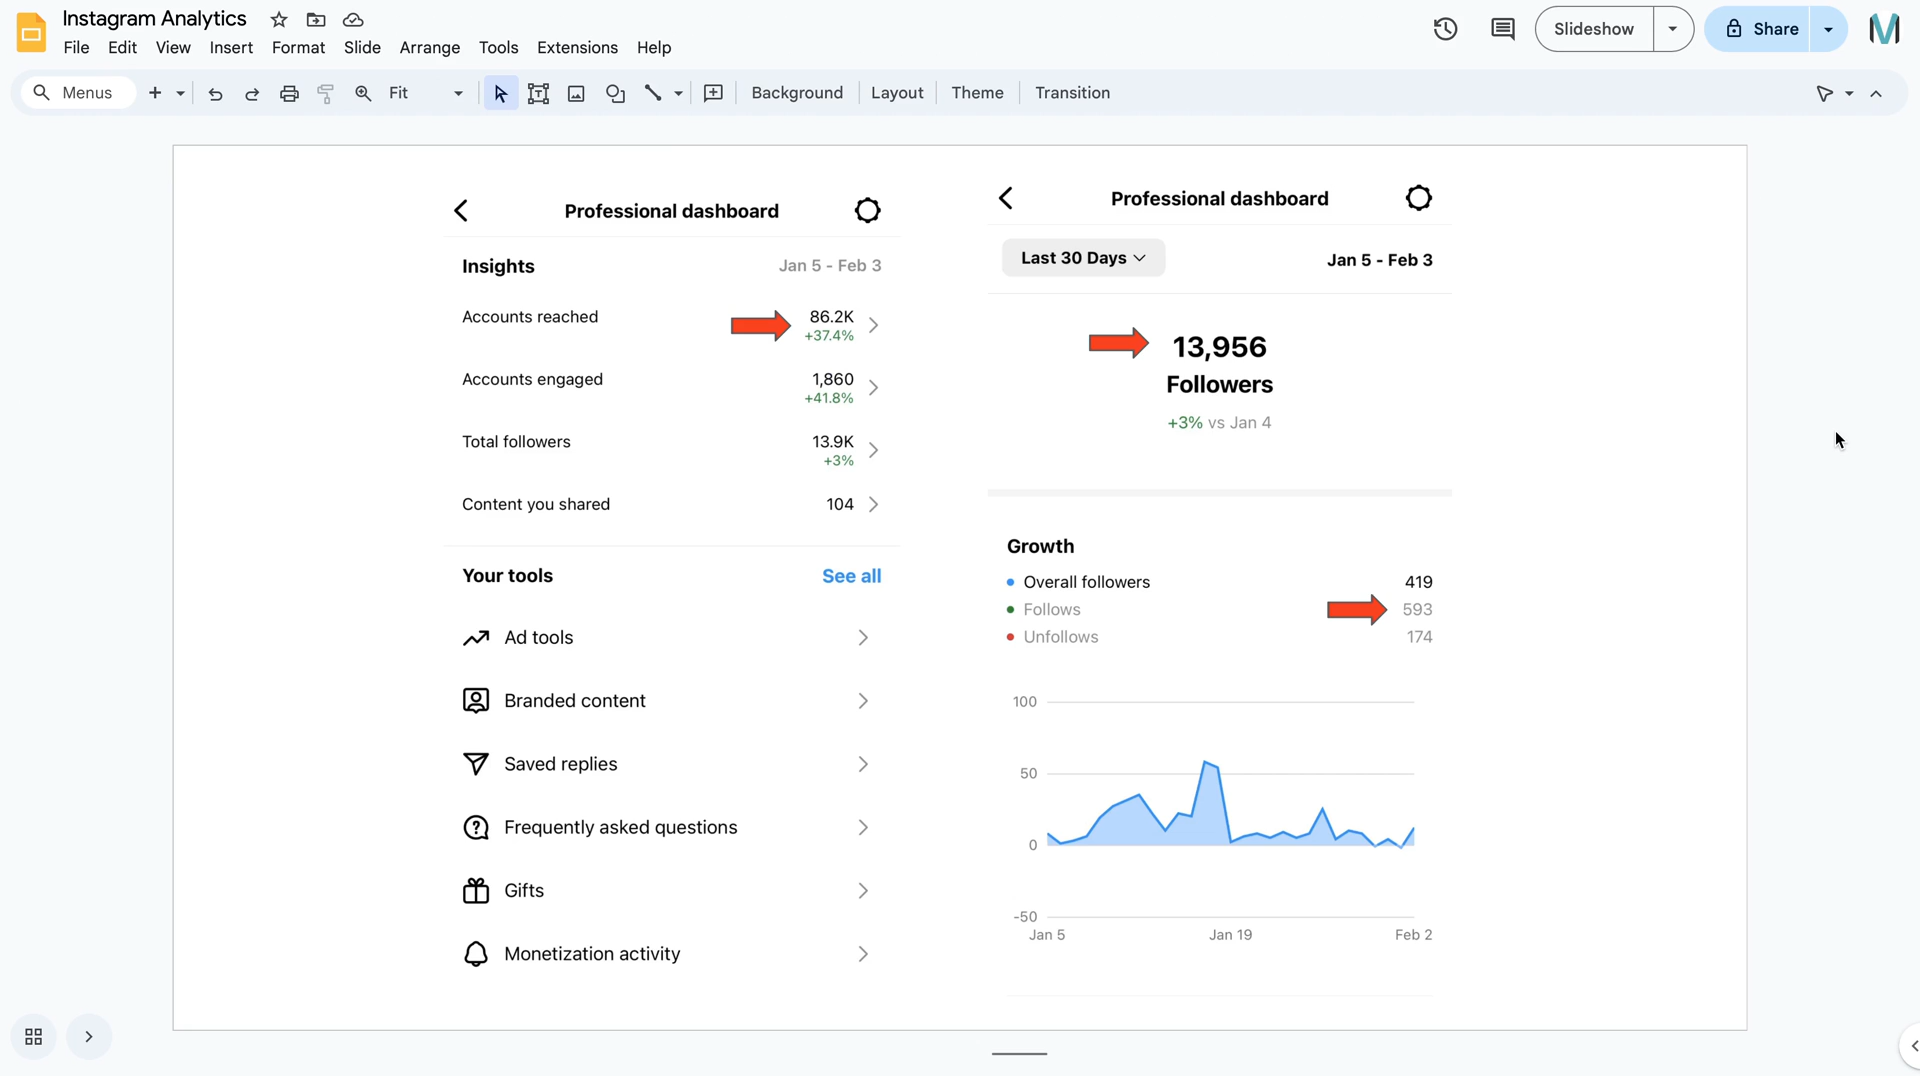 Instagram Analytics
File Edit View Insert Format Slide Arrange Tools Extensions Help
Slideshow
Share
Menus
Fit
Background
Layout
Theme
Transition
Professional dashboard
Insights
Jan 5 - Feb 3
Accounts reached
86.2K
+37.4%
Accounts engaged
1,860
+41.8%
Total followers
13.9K
+3%
Content you shared
104
Your tools
See all
Ad tools
Branded content
Saved replies
Frequently asked questions
Gifts
Monetization activity
Professional dashboard
Last 30 Days
Jan 5 - Feb 3
13,956
Followers
+3% vs Jan 4
Growth
Overall followers 419
Follows 593
Unfollows 174
100
50
0
-50
Jan 5 Jan 19 Feb 2